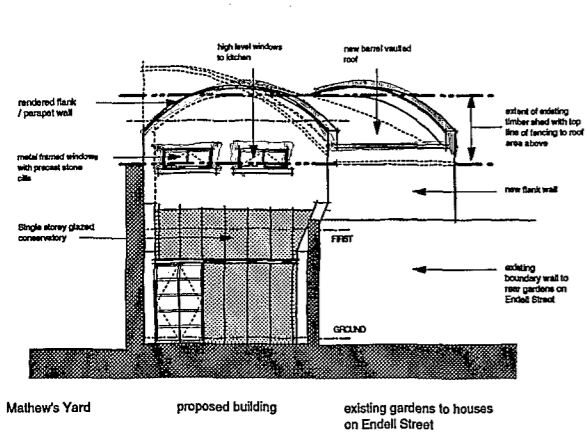 high level windows
to kitchen
new barrel vaulted
roof
rendered flank
/ parapet wall
extent of existing
timber shed with top
line of fencing to roof
area above
metal framed windows
with precast stone
cills
new flank wall
Single storey glazed
conservatory
FIRST
existing
boundary wall to
rear gardens on
Endell Street
GROUND
Mathew's Yard
proposed building
existing gardens to houses
on Endell Street